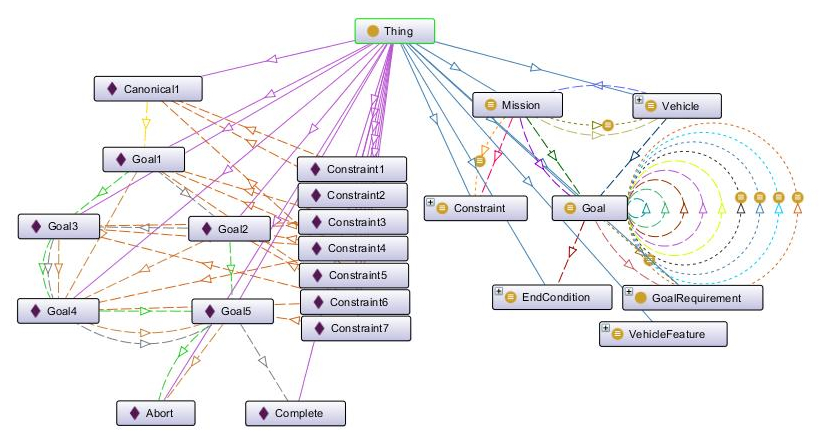 Thing
Canonical1
Mission
Vehicle
Goal1
Constraint1
Constraint2
Constraint
Goal
Goal3
Goal2
Constraint3
Constraint4
Constraint5
Goal4
Goal5
Constraint6
EndCondition
GoalRequirement
Constraint7
VehicleFeature
Abort
Complete